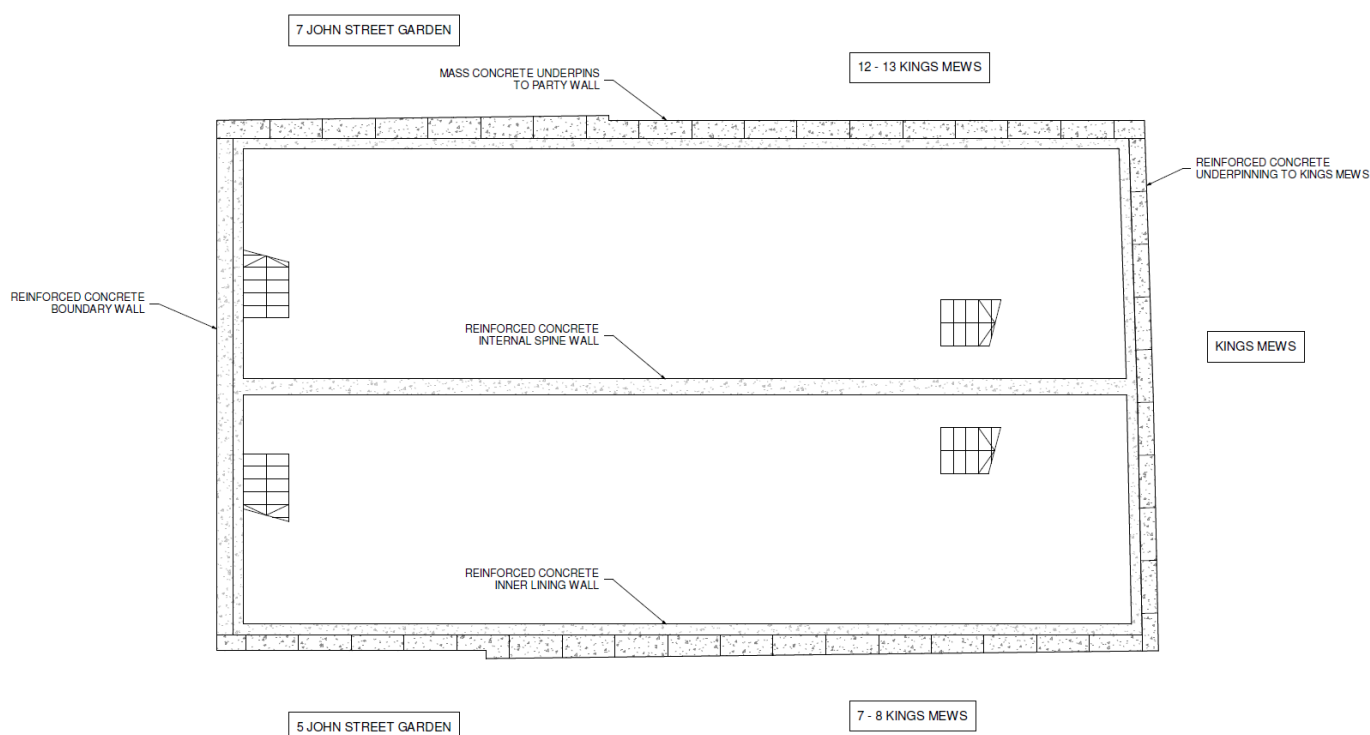 7 JOHN STREET GARDEN
12 - 13 KINGS MEWS
MASS CONCRETE UNDERPINS
TO PARTY WALL
REINFORCED CONCRETE
UNDERPINNING TO KINGS MEWS
REINFORCED CONCRETE
BOUNDARY WALL
REINFORCED CONCRETE
INTERNAL SPINE WALL
KINGS MEWS
REINFORCED CONCRETE
INNER LINING WALL
5 JOHN STREET GARDEN
7 - 8 KINGS MEWS